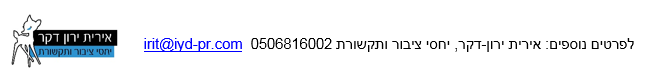 אירית ירון דקר
יחסי ציבור ותקשורת
לפרטים נוספים: אירית ירון-דקר, יחסי ציבור ותקשורת 0506816002 irit@iyd-pr.com